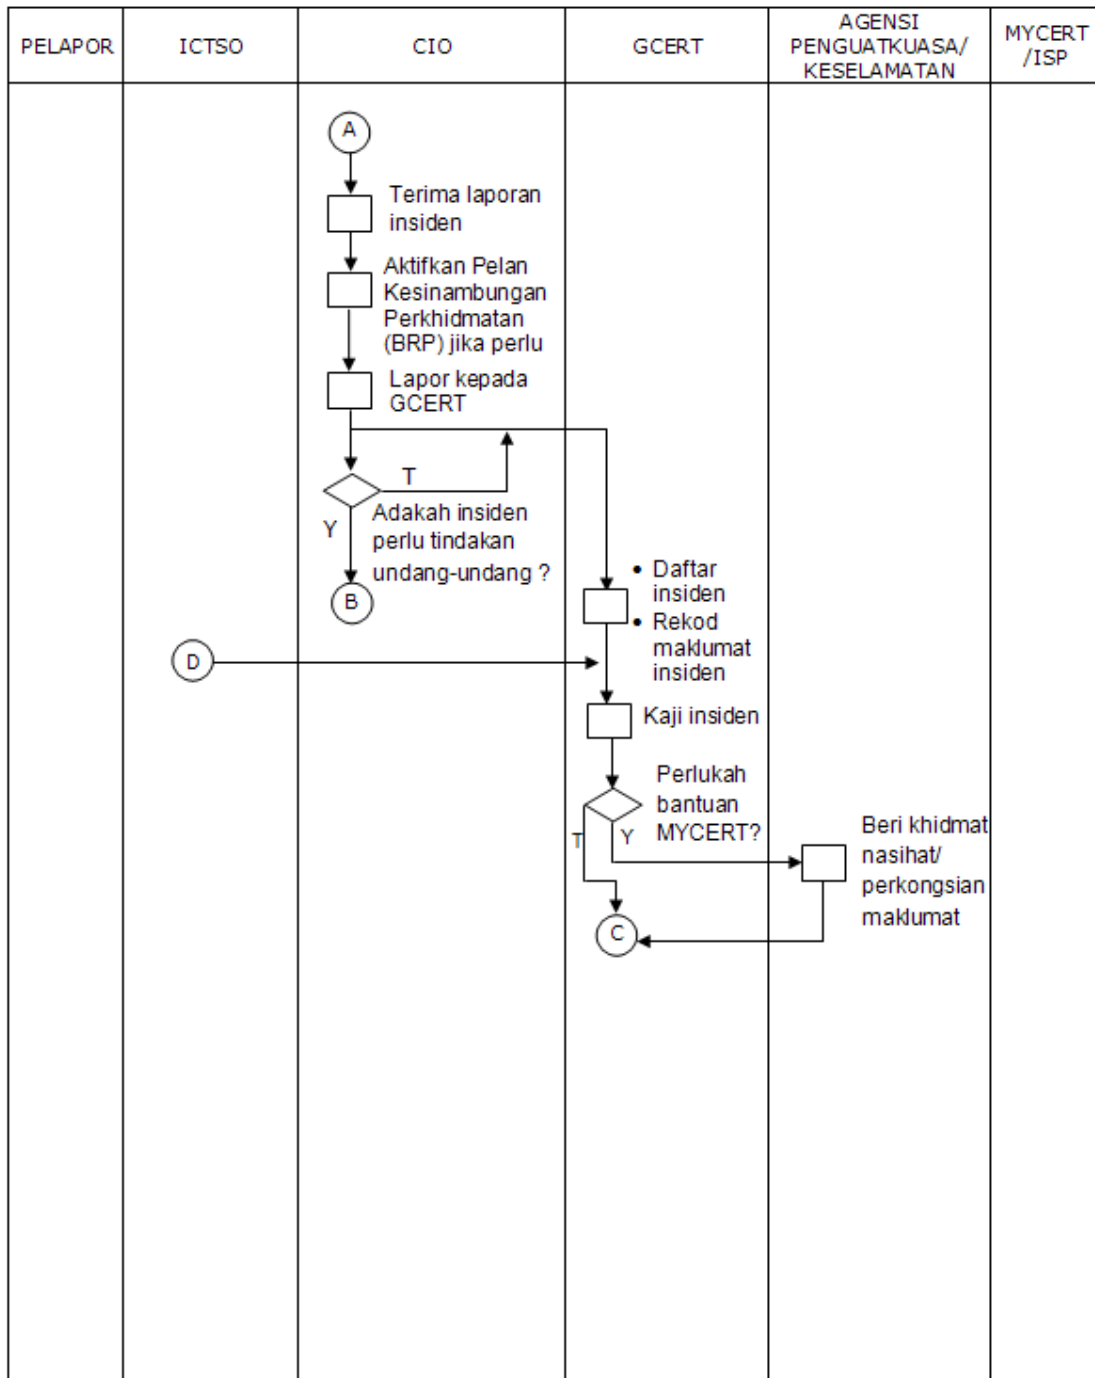 PELAPOR
ICTSO
CIO
GCERT
AGENSI
PENGUATKUASA/
KESELAMATAN
MYCERT
/ISP
A
Terima laporan
insiden
Aktifkan Pelan
Kesinambungan
Perkhidmatan
(BRP) jika perlu
Lapor kepada
GCERT
T
Adakah insiden
perlu tindakan
undang-undang ?
Y
B
• Daftar
insiden
• Rekod
maklumat
insiden
D
Kaji insiden
Perlukah
bantuan
MYCERT?
T
Y
Beri khidmat
nasihat/
perkongsian
maklumat
C